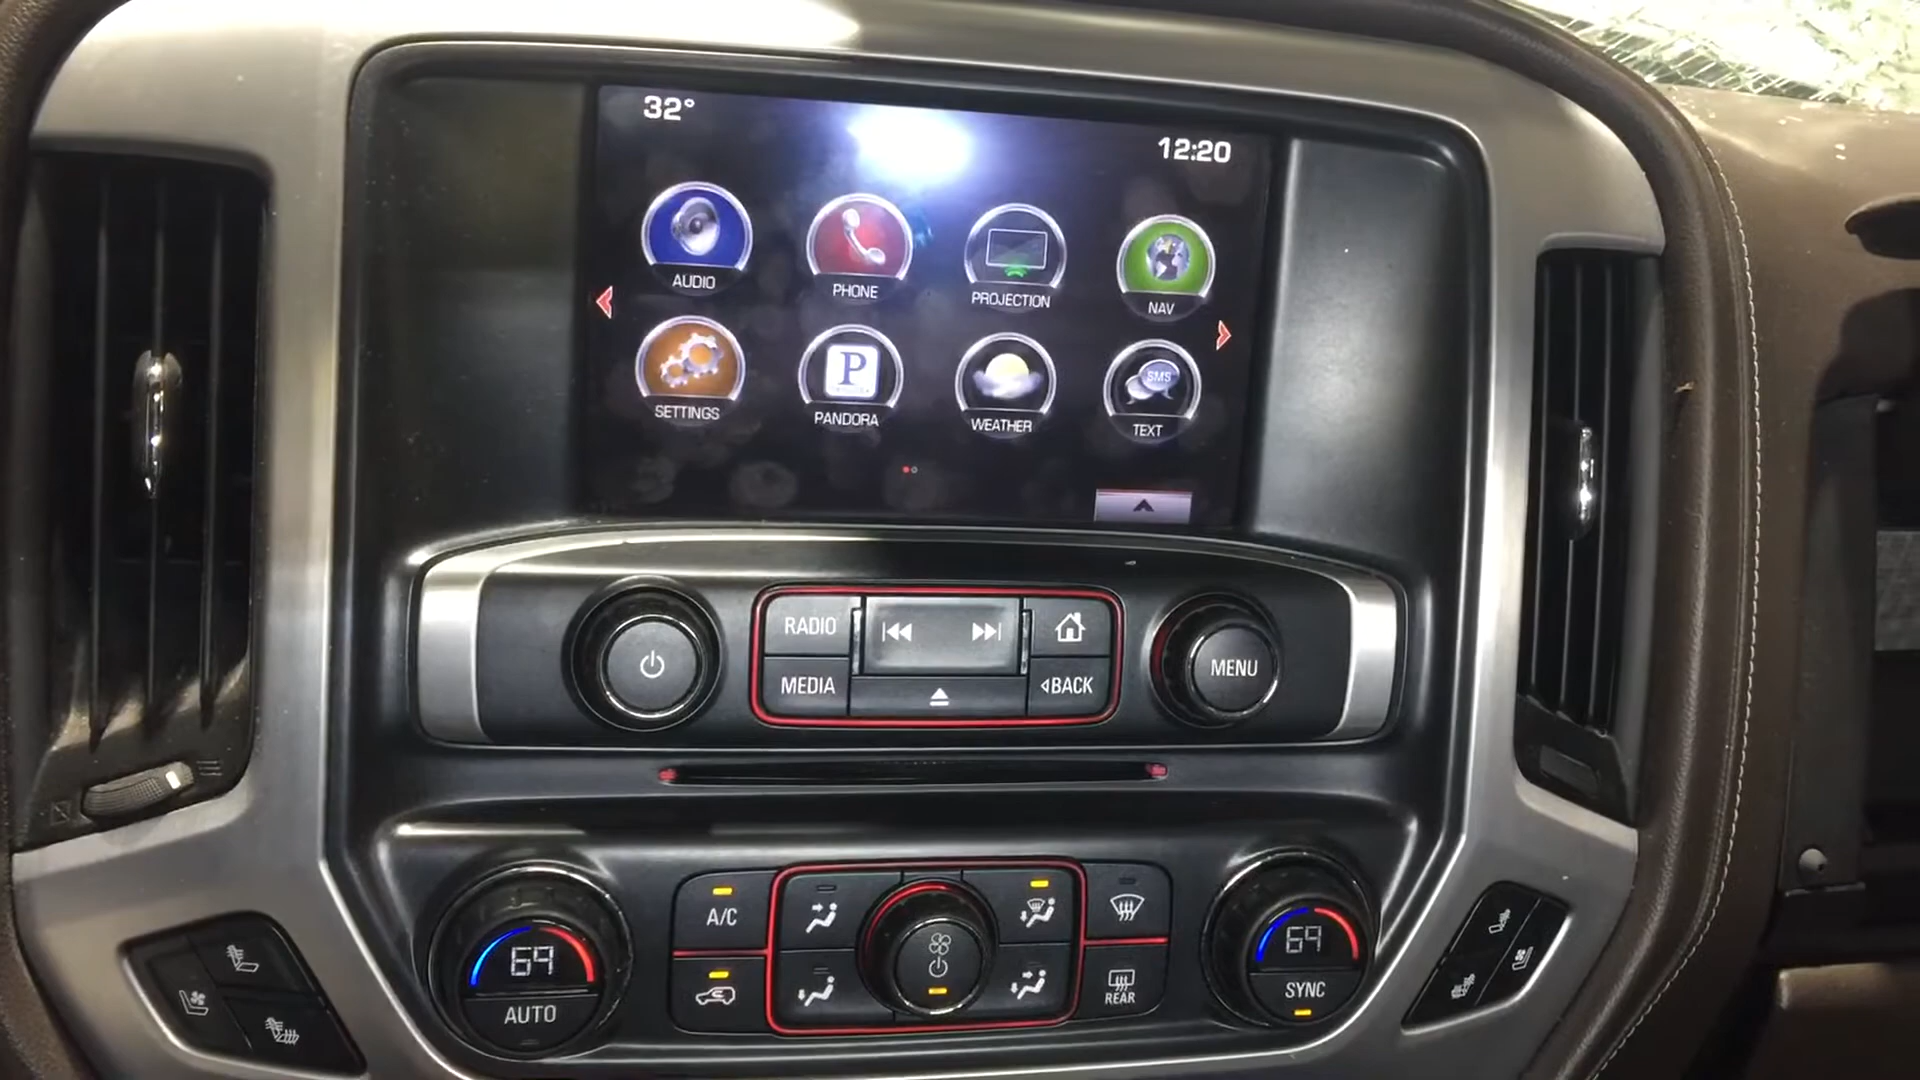 32°
12:20
AUDIO
PHONE
PROJECTION
NAV
SETTINGS
P
PANDORA
WEATHER
SMS
TEXT
RADIO
MEDIA
BACK
MENU
69
AUTO
A/C
REAR
69
SYNC